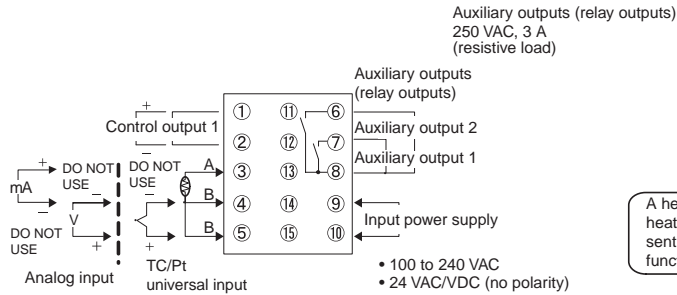 Auxiliary outputs (relay outputs)
250 VAC, 3 A
(resistive load)
Auxiliary outputs
(relay outputs)
+
Control output 1
−
1
2
3
4
5
11
12
13
14
15
6
7
8
9
10
Auxiliary output 2
Auxiliary output 1
Input power supply
• 100 to 240 VAC
• 24 VAC/VDC (no polarity)
+
mA
−
DO NOT
USE
−
V
+
DO NOT
USE
Analog input
DO NOT
USE
−
+
A
B
B
TC/Pt
universal input
A he
heat
sent
func